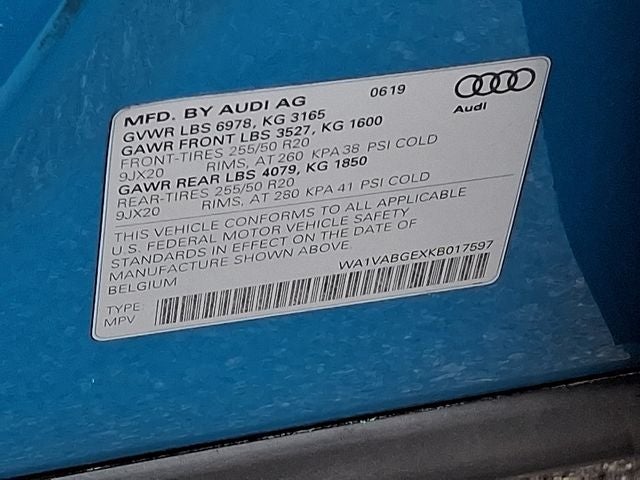 MFD. BY AUDI AG 0619
Audi
GVWR LBS 6978, KG 3165
GAWR FRONT LBS 3527, KG 1600
FRONT-TIRES 255/50 R20
9JX20 RIMS, AT 260 KPA 38 PSI COLD
GAWR REAR LBS 4079, KG 1850
REAR-TIRES 255/50 R20
9JX20 RIMS, AT 280 KPA 41 PSI COLD
THIS VEHICLE CONFORMS TO ALL APPLICABLE
U.S. FEDERAL MOTOR VEHICLE SAFETY
STANDARDS IN EFFECT ON THE DATE OF
MANUFACTURE SHOWN ABOVE.
BELGIUM
WA1VABGEXKB017597
TYPE:
MPV